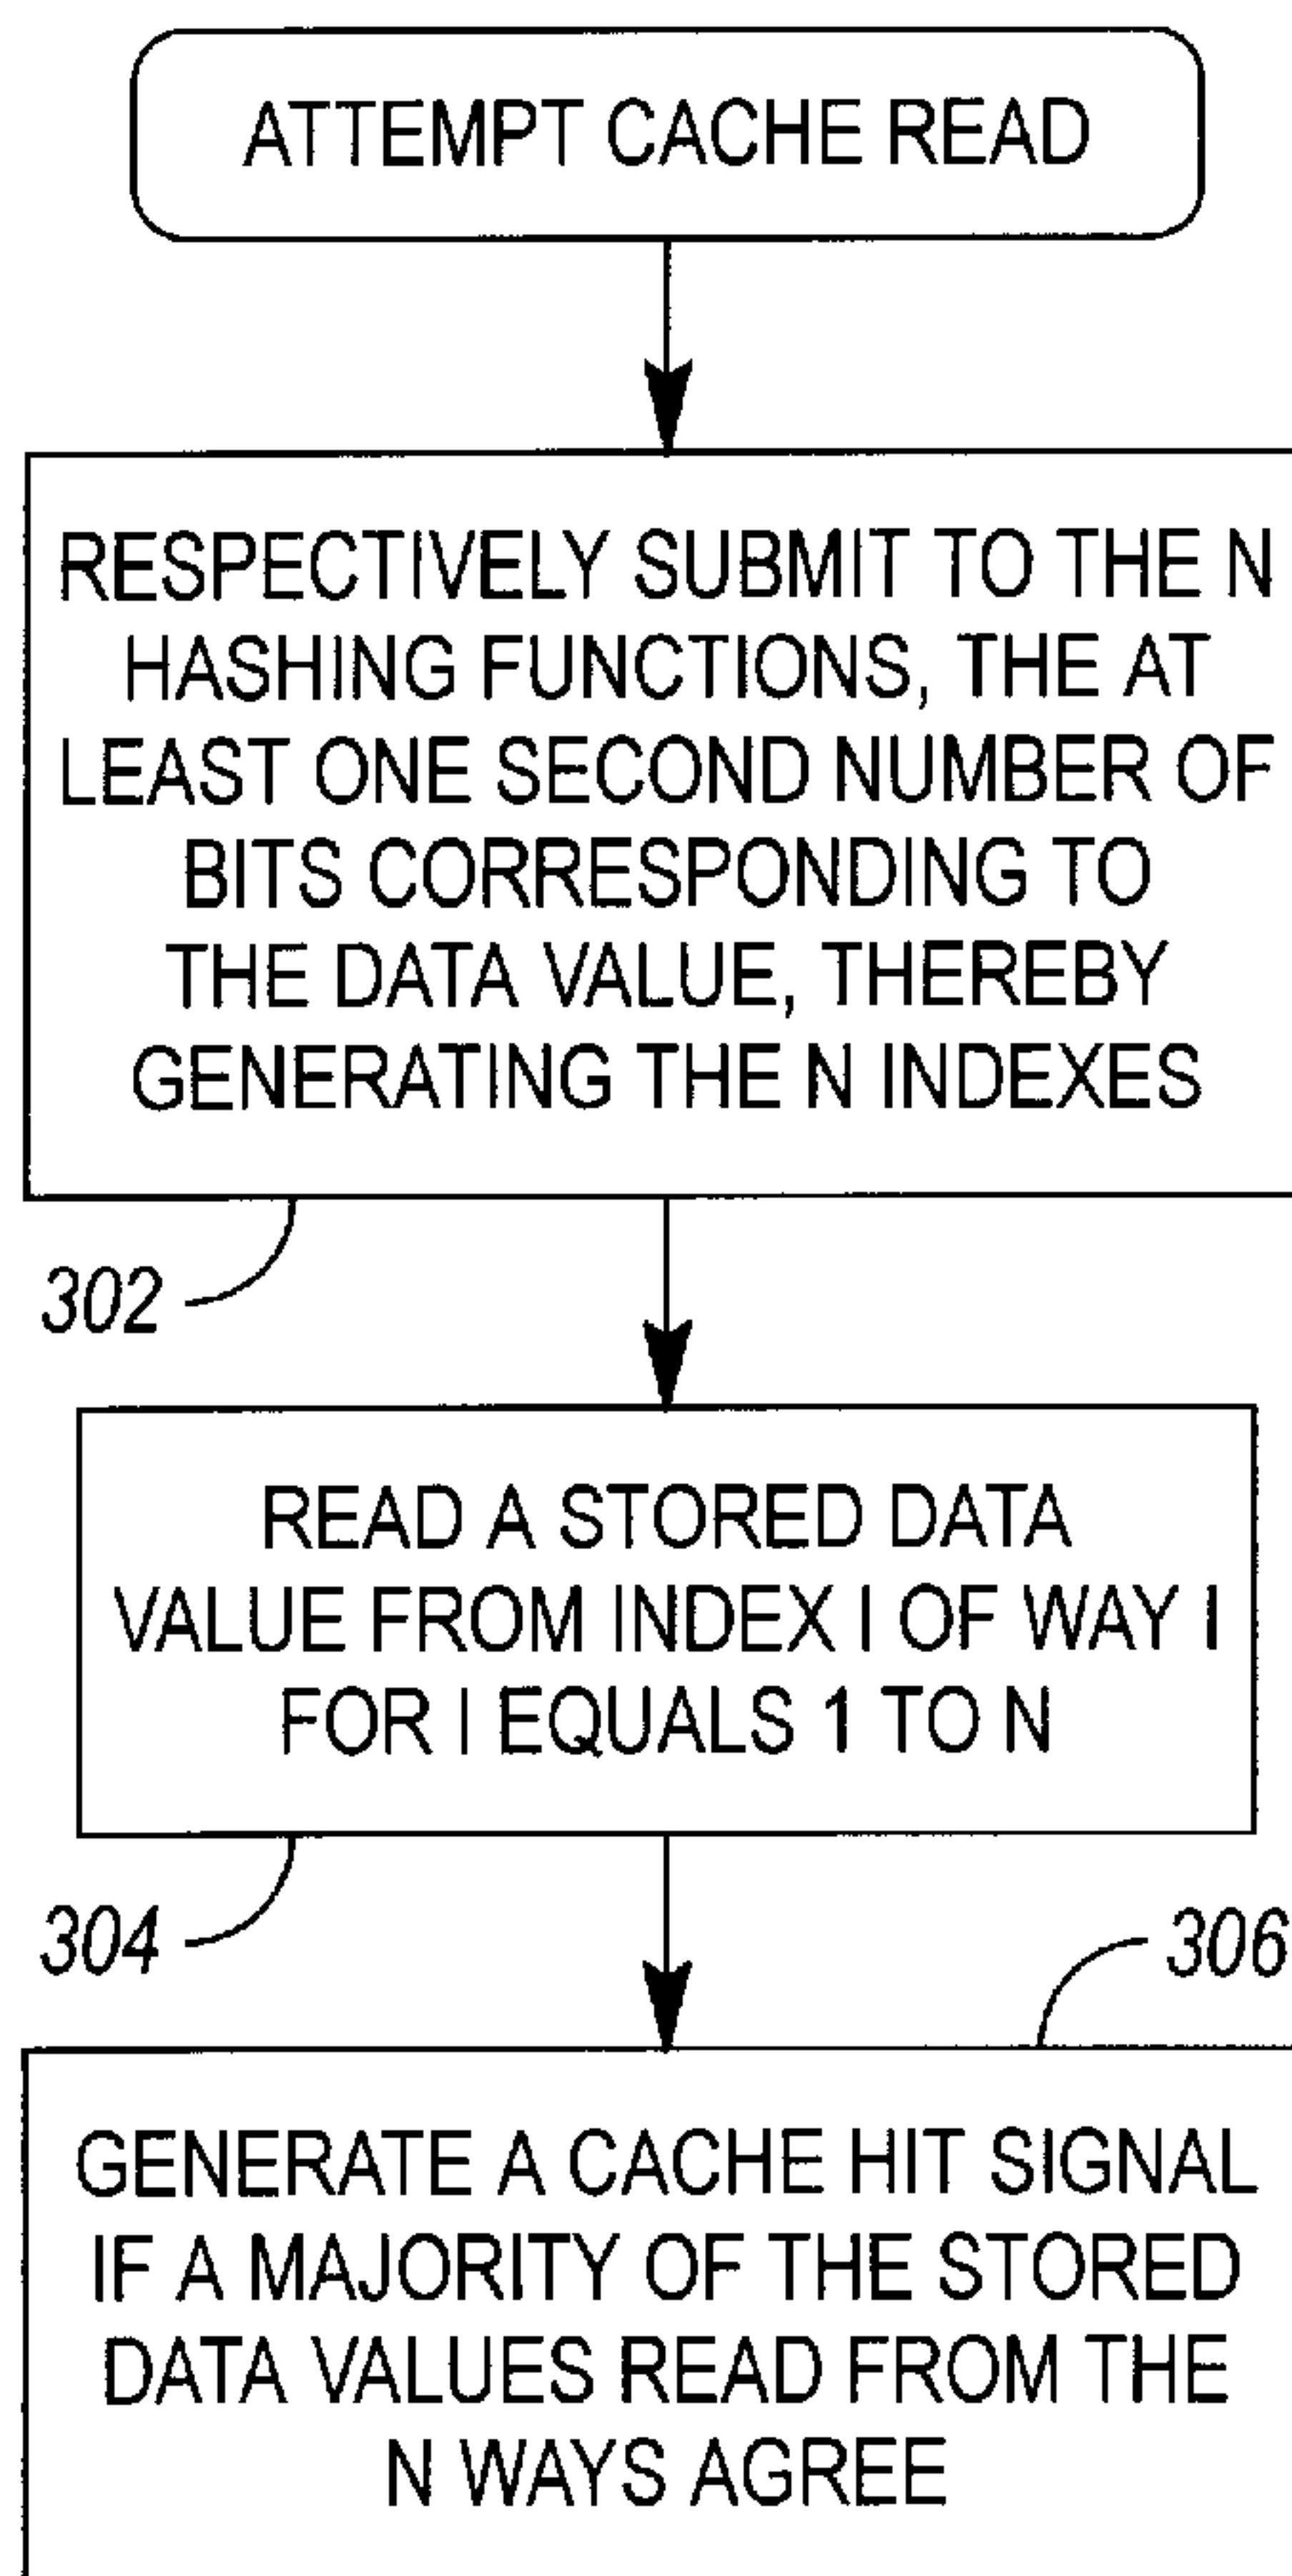 ATTEMPT CACHE READ
RESPECTIVELY SUBMIT TO THE N
HASHING FUNCTIONS, THE AT
LEAST ONE SECOND NUMBER OF
BITS CORRESPONDING TO
THE DATA VALUE, THEREBY
GENERATING THE N INDEXES
302
READ A STORED DATA
VALUE FROM INDEX I OF WAY I
FOR I EQUALS 1 TO N
304
306
GENERATE A CACHE HIT SIGNAL
IF A MAJORITY OF THE STORED
DATA VALUES READ FROM THE
N WAYS AGREE